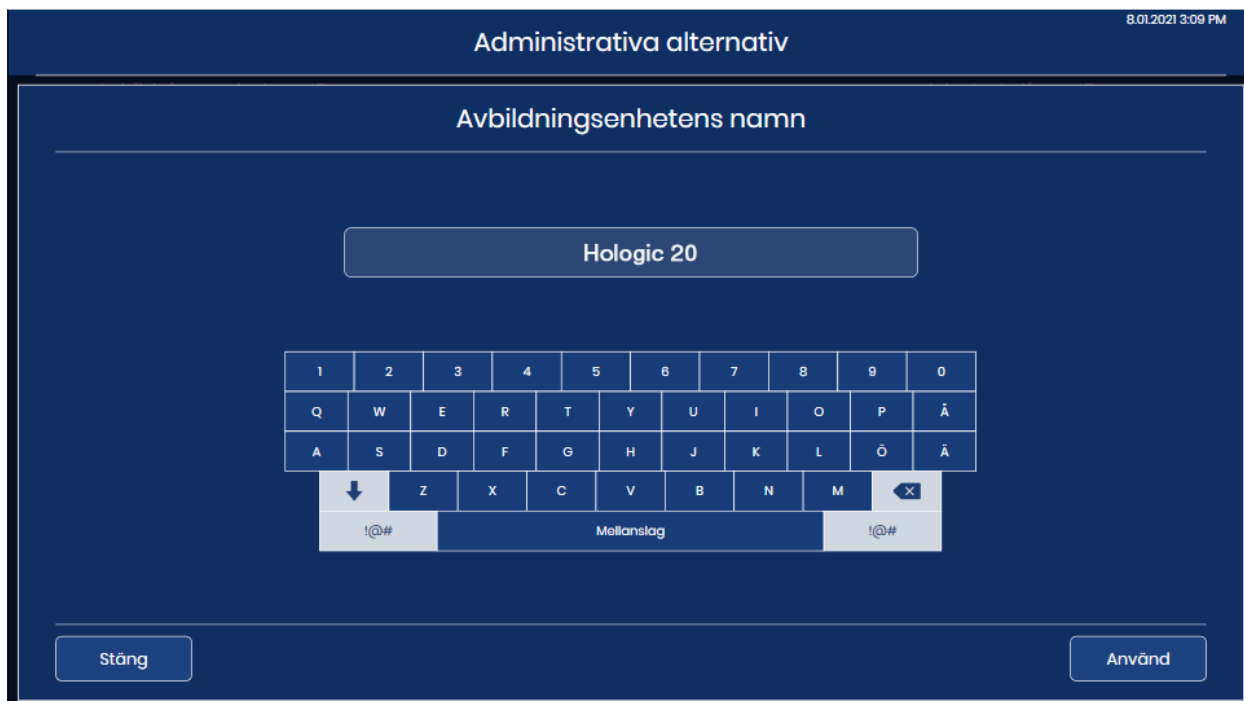 8.01.2021 3:09 PM
Administrativa alternativ
Avbildningsenhetens namn
Hologic 20
1 2 3 4 5 6 7 8 9 0
Q W E R T Y U I O P Å
A S D F G H J K L Ö Ä
Z X C V B N M
!@# Mellanslag !@#
Stäng Använd